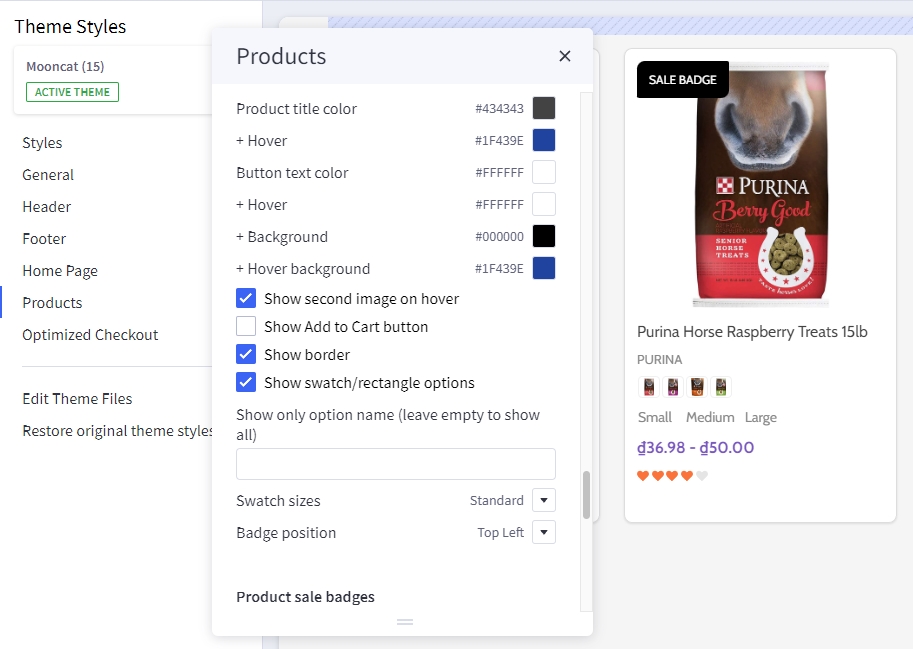 Theme Styles
Mooncat (15)
ACTIVE THEME
Styles
General
Header
Footer
Home Page
Products
Optimized Checkout
Edit Theme Files
Restore original theme styles
Products
Product title color #434343
+ Hover #1F439E
Button text color #FFFFFF
+ Hover #FFFFFF
+ Background #000000
+ Hover background #1F439E
Show second image on hover
Show Add to Cart button
Show border
Show swatch/rectangle options
Show only option name (leave empty to show
all)
Swatch sizes Standard
Badge position Top Left
Product sale badges
SALE BADGE
PURINA
Berry Good
SENIOR
HORSE
TREATS
Purina Horse Raspberry Treats 15lb
PURINA
Small Medium Large
₫36.98 - ₫50.00